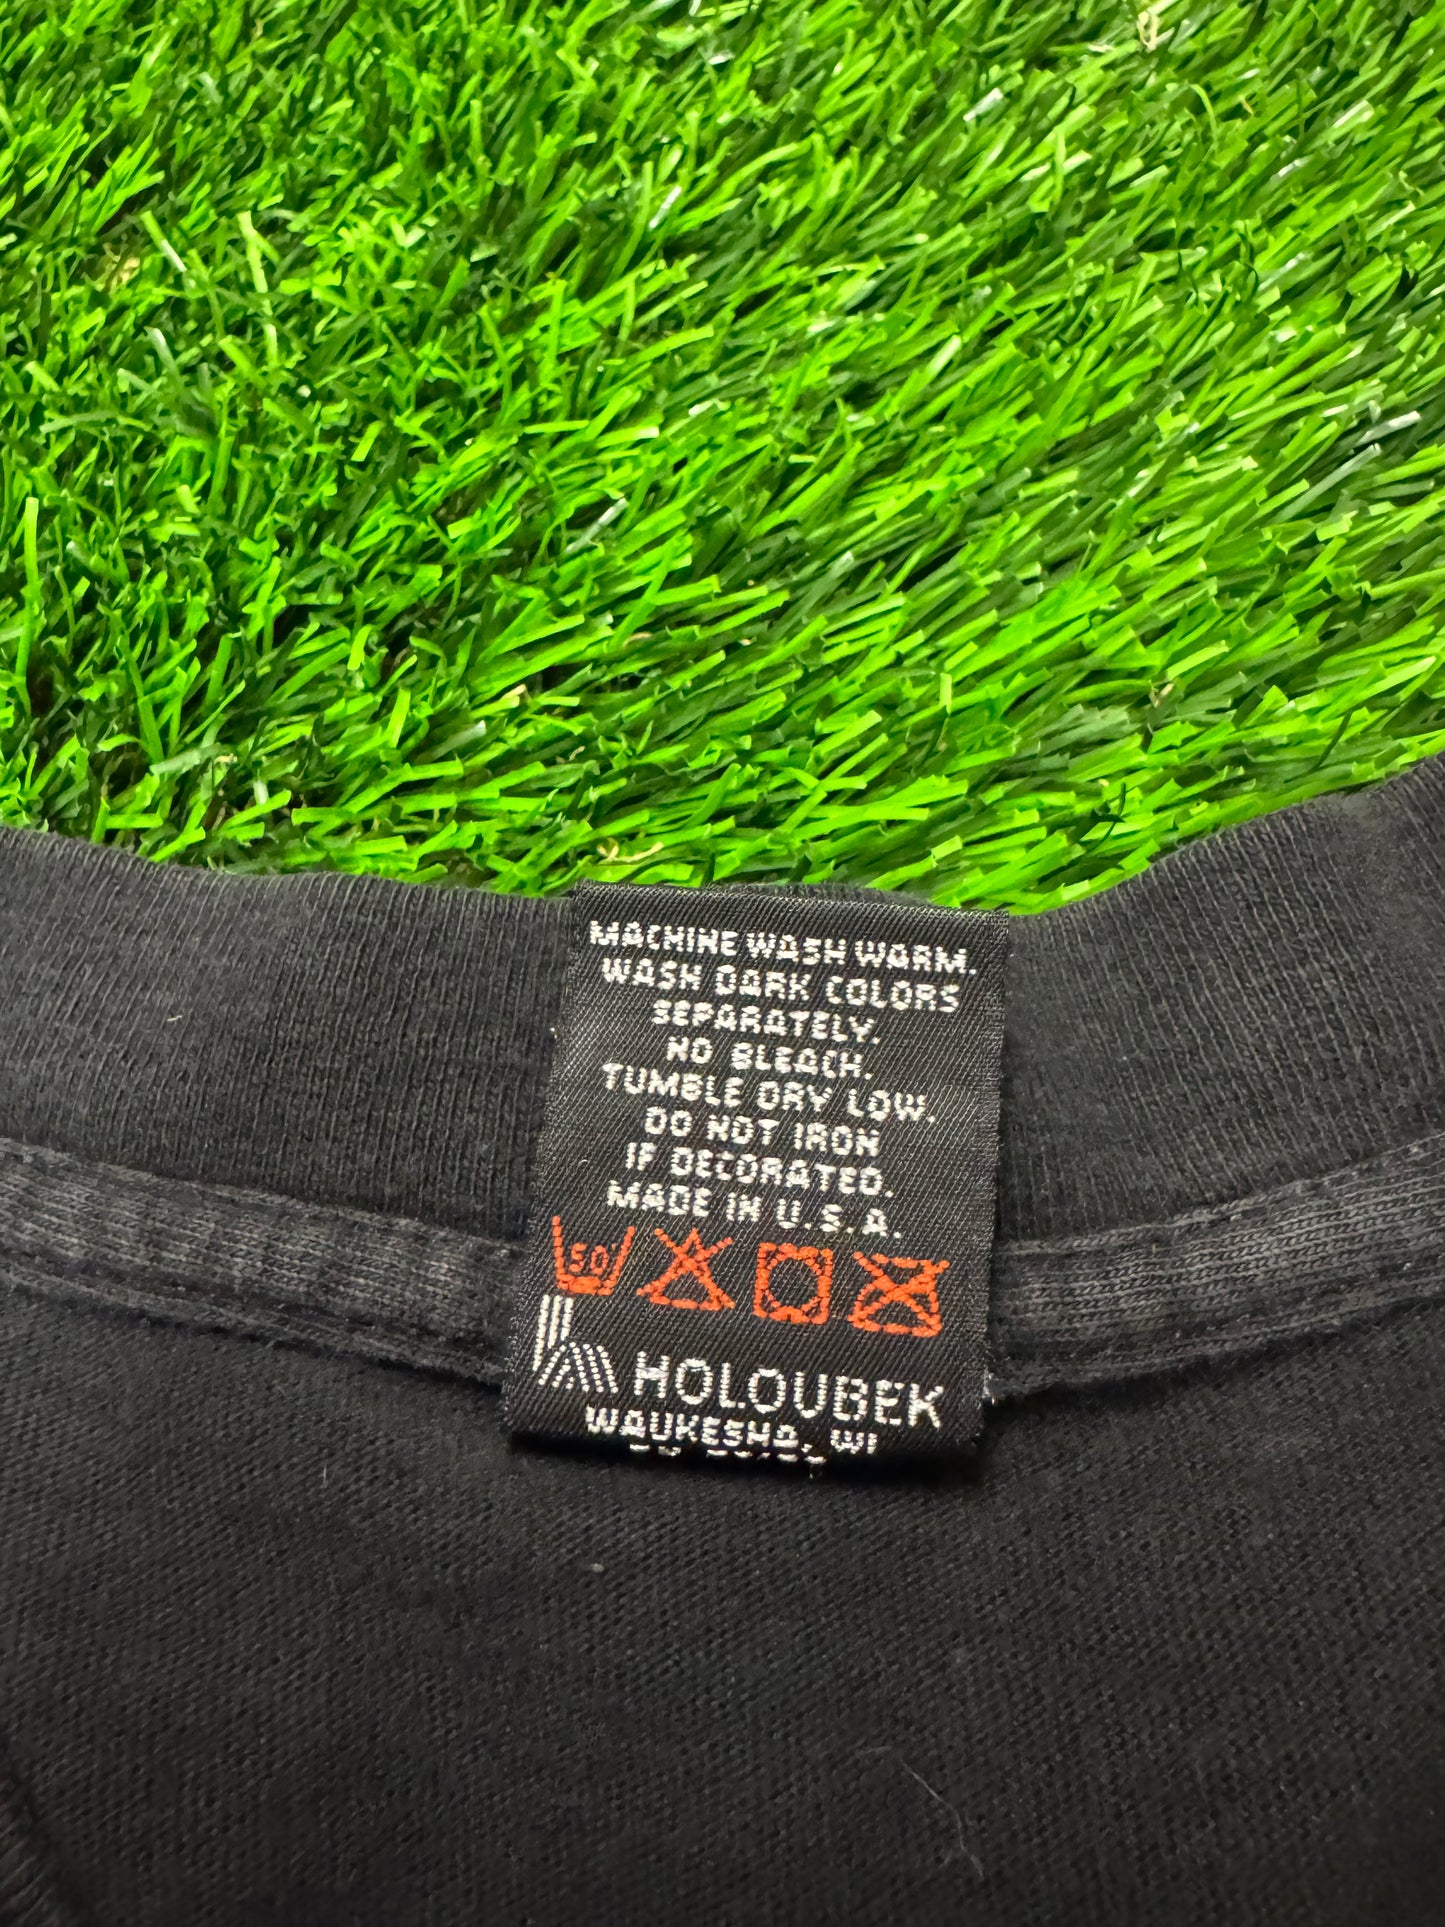 MACHINE WASH WARM.
WASH DARK COLORS
SEPARATELY.
NO BLEACH.
TUMBLE DRY LOW.
DO NOT IRON
IF DECORATED.
MADE IN U.S.A.
50
HOLOUBEK
WAUKESHA, WI